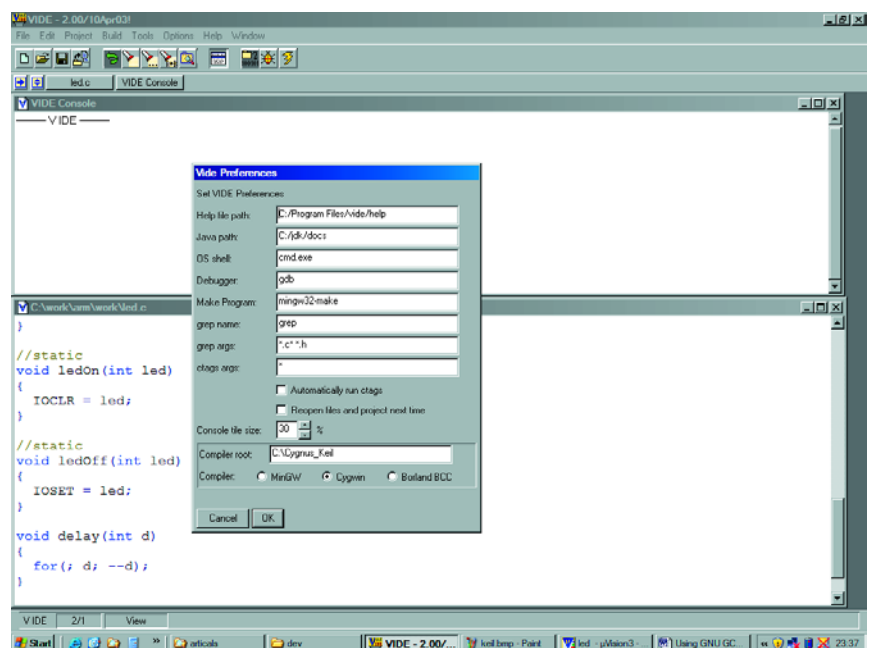 VIDE - 2.00/10Apr03!
File Edit Project Build Tools Options Help Window
led.c VIDE Console
VIDE Console
VIDE
Vide Preferences
Set VIDE Preferences
Help file path: C:/Program Files/vide/help
Java path: C:/jdk/docs
OS shell: cmd.exe
Debugger: gdb
Make Program: mingw32-make
grep name: grep
grep args: *.c* *.h
ctags args: *
Automatically run ctags
Reopen files and project next time
Console tile size: 30 %
Compiler root: C:\Cygnus_Keil
Compiler: MinGW Cygwin Borland BCC
Cancel OK
C:\work\arm\work\led.c
}
//static
void ledOn(int led)
{
IOCLR = led;
}
//static
void ledOff(int led)
{
IOSET = led;
}
void delay(int d)
{
for(; d; --d);
}
VIDE 2/1 View
Start » articals dev VIDE - 2.00/... keil.bmp - Paint led - µVision3 - ... Using GNU GC... « 23:37